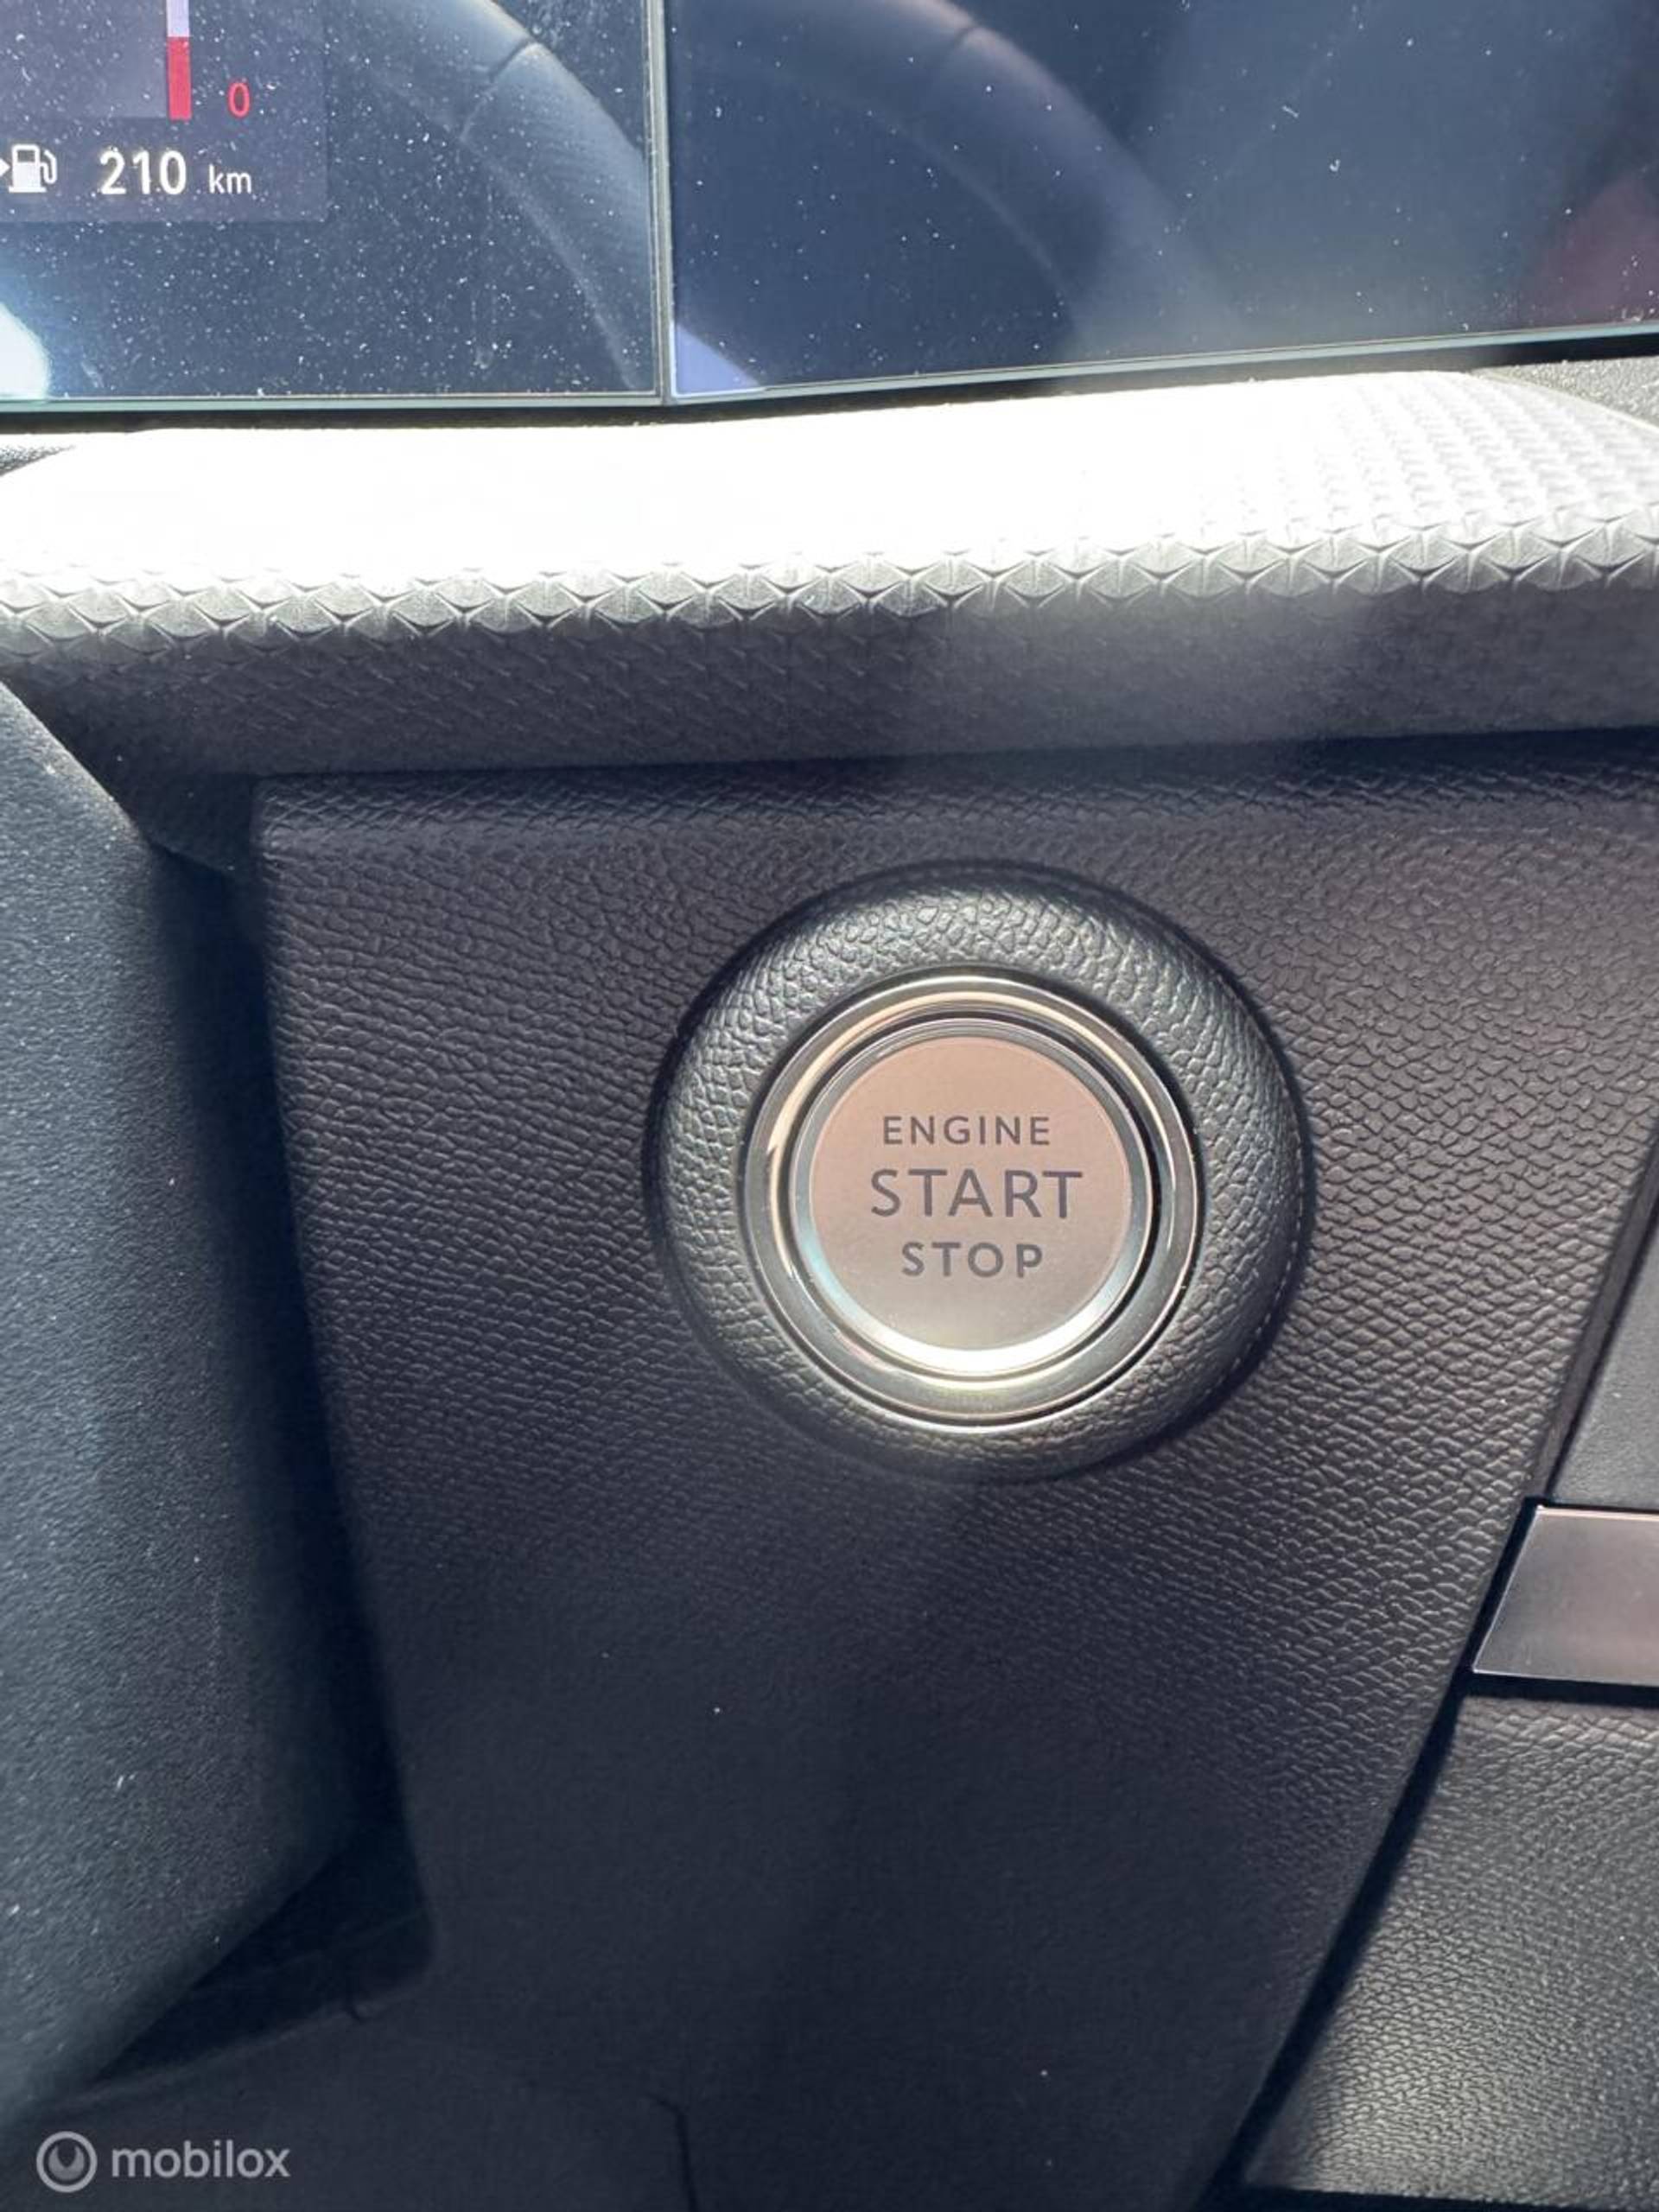 0
210 km
ENGINE
START
STOP
mobilox